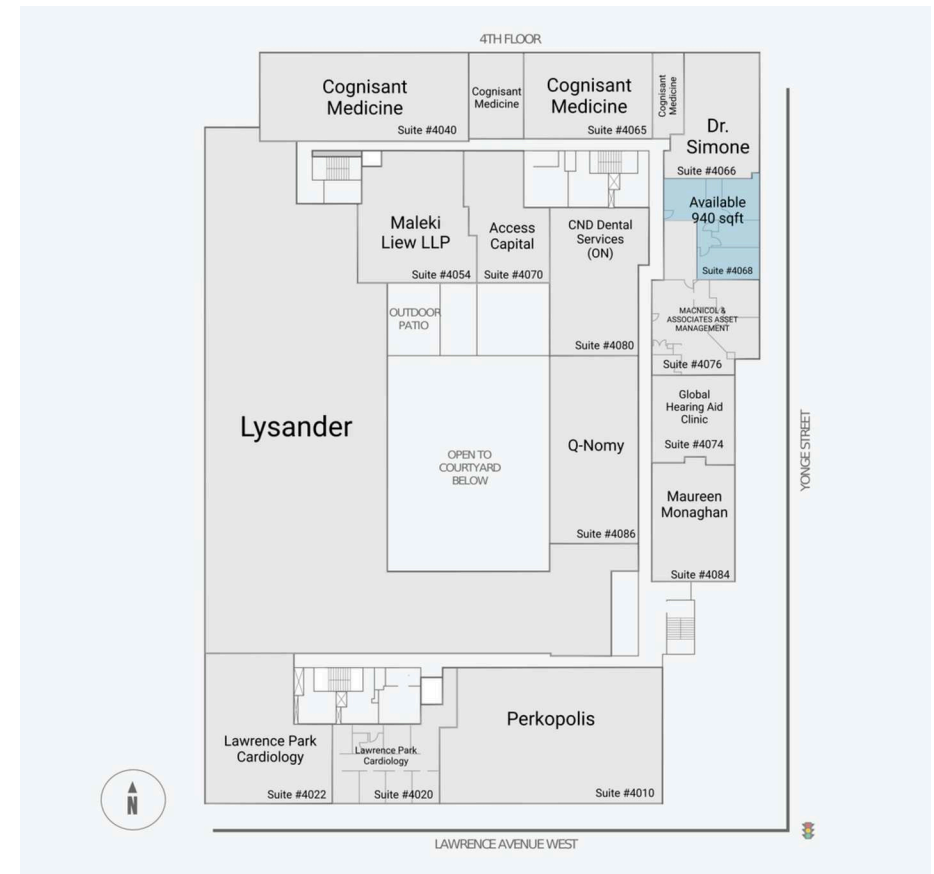 4TH FLOOR
Cognisant
Medicine
Suite #4040
Cognisant
Medicine
Cognisant
Medicine
Suite #4065
Cognisant
Medicine
Dr.
Simone
Suite #4066
Available
940 sqft
Suite #4068
Maleki
Liew LLP
Suite #4054
Access
Capital
Suite #4070
CND Dental
Services
(ON)
Suite #4080
OUTDOOR
PATIO
MACNICOL &
ASSOCIATES ASSET
MANAGEMENT
Suite #4076
Global
Hearing Aid
Clinic
Suite #4074
Lysander
OPEN TO
COURTYARD
BELOW
Q-Nomy
Suite #4086
Maureen
Monaghan
Suite #4084
YONGE STREET
Lawrence Park
Cardiology
Suite #4022
Lawrence Park
Cardiology
Suite #4020
Perkopolis
Suite #4010
N
LAWRENCE AVENUE WEST